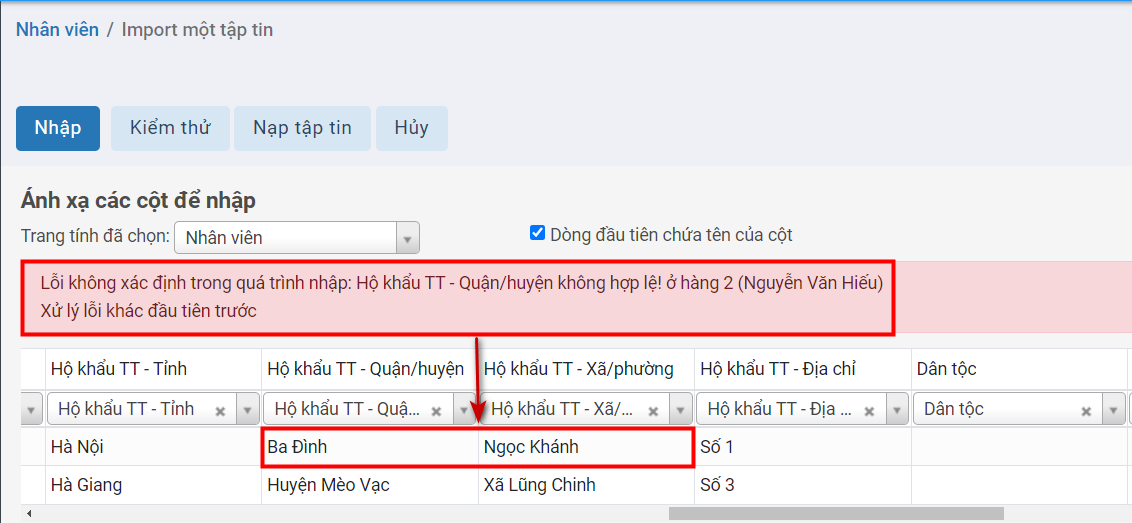 Nhân viên / Import một tập tin
Nhập Kiểm thử Nạp tập tin Hủy
Ánh xạ các cột để nhập
Trang tính đã chọn: Nhân viên Dòng đầu tiên chứa tên của cột
Lỗi không xác định trong quá trình nhập: Hộ khẩu TT - Quận/huyện không hợp lệ! ở hàng 2 (Nguyễn Văn Hiếu)
Xử lý lỗi khác đầu tiên trước
Hộ khẩu TT - Tỉnh Hộ khẩu TT - Quận/huyện Hộ khẩu TT - Xã/phường Hộ khẩu TT - Địa chỉ Dân tộc
Hộ khẩu TT - Tỉnh Hộ khẩu TT - Quậ... Hộ khẩu TT - Xã/... Hộ khẩu TT - Địa ... Dân tộc
Hà Nội Ba Đình Ngọc Khánh Số 1
Hà Giang Huyện Mèo Vạc Xã Lũng Chinh Số 3